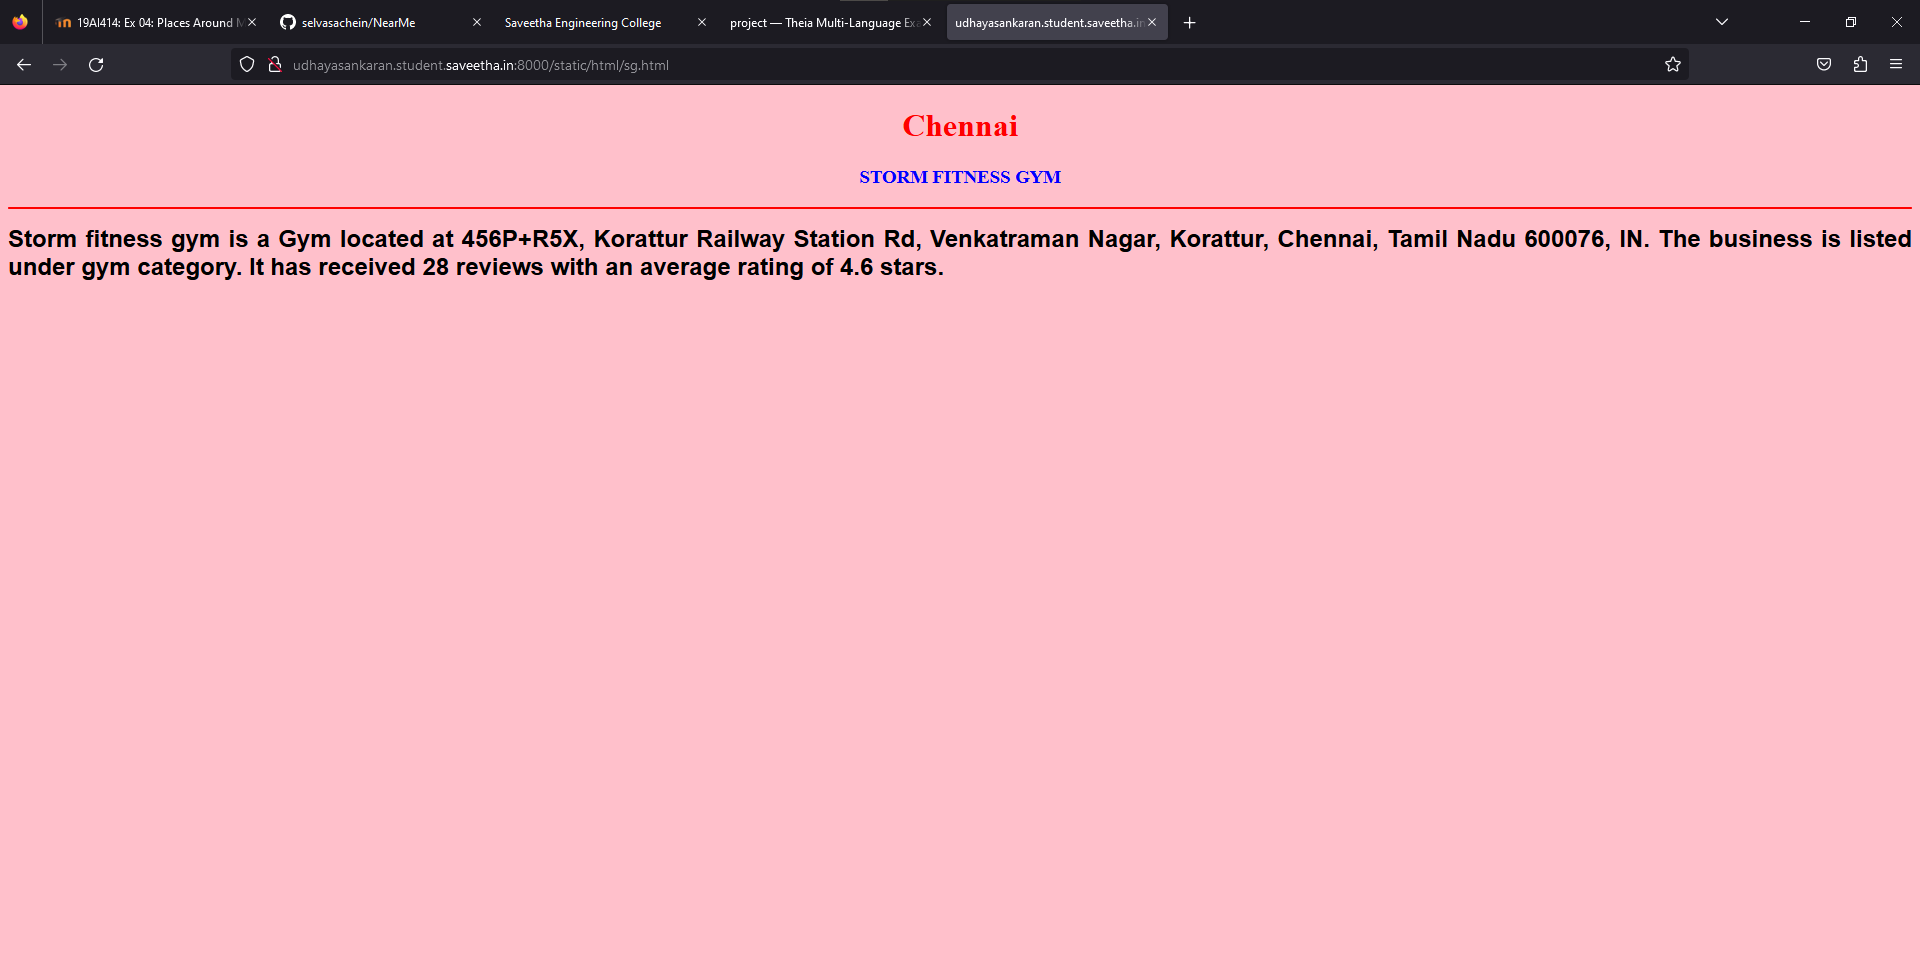 19AI414: Ex 04: Places Around M
selvasachein/NearMe
Saveetha Engineering College
project — Theia Multi-Language Exa
udhayasankaran.student.saveetha.in
udhayasankaran.student.saveetha.in:8000/static/html/sg.html
Chennai
STORM FITNESS GYM
Storm fitness gym is a Gym located at 456P+R5X, Korattur Railway Station Rd, Venkatraman Nagar, Korattur, Chennai, Tamil Nadu 600076, IN. The business is listed
under gym category. It has received 28 reviews with an average rating of 4.6 stars.